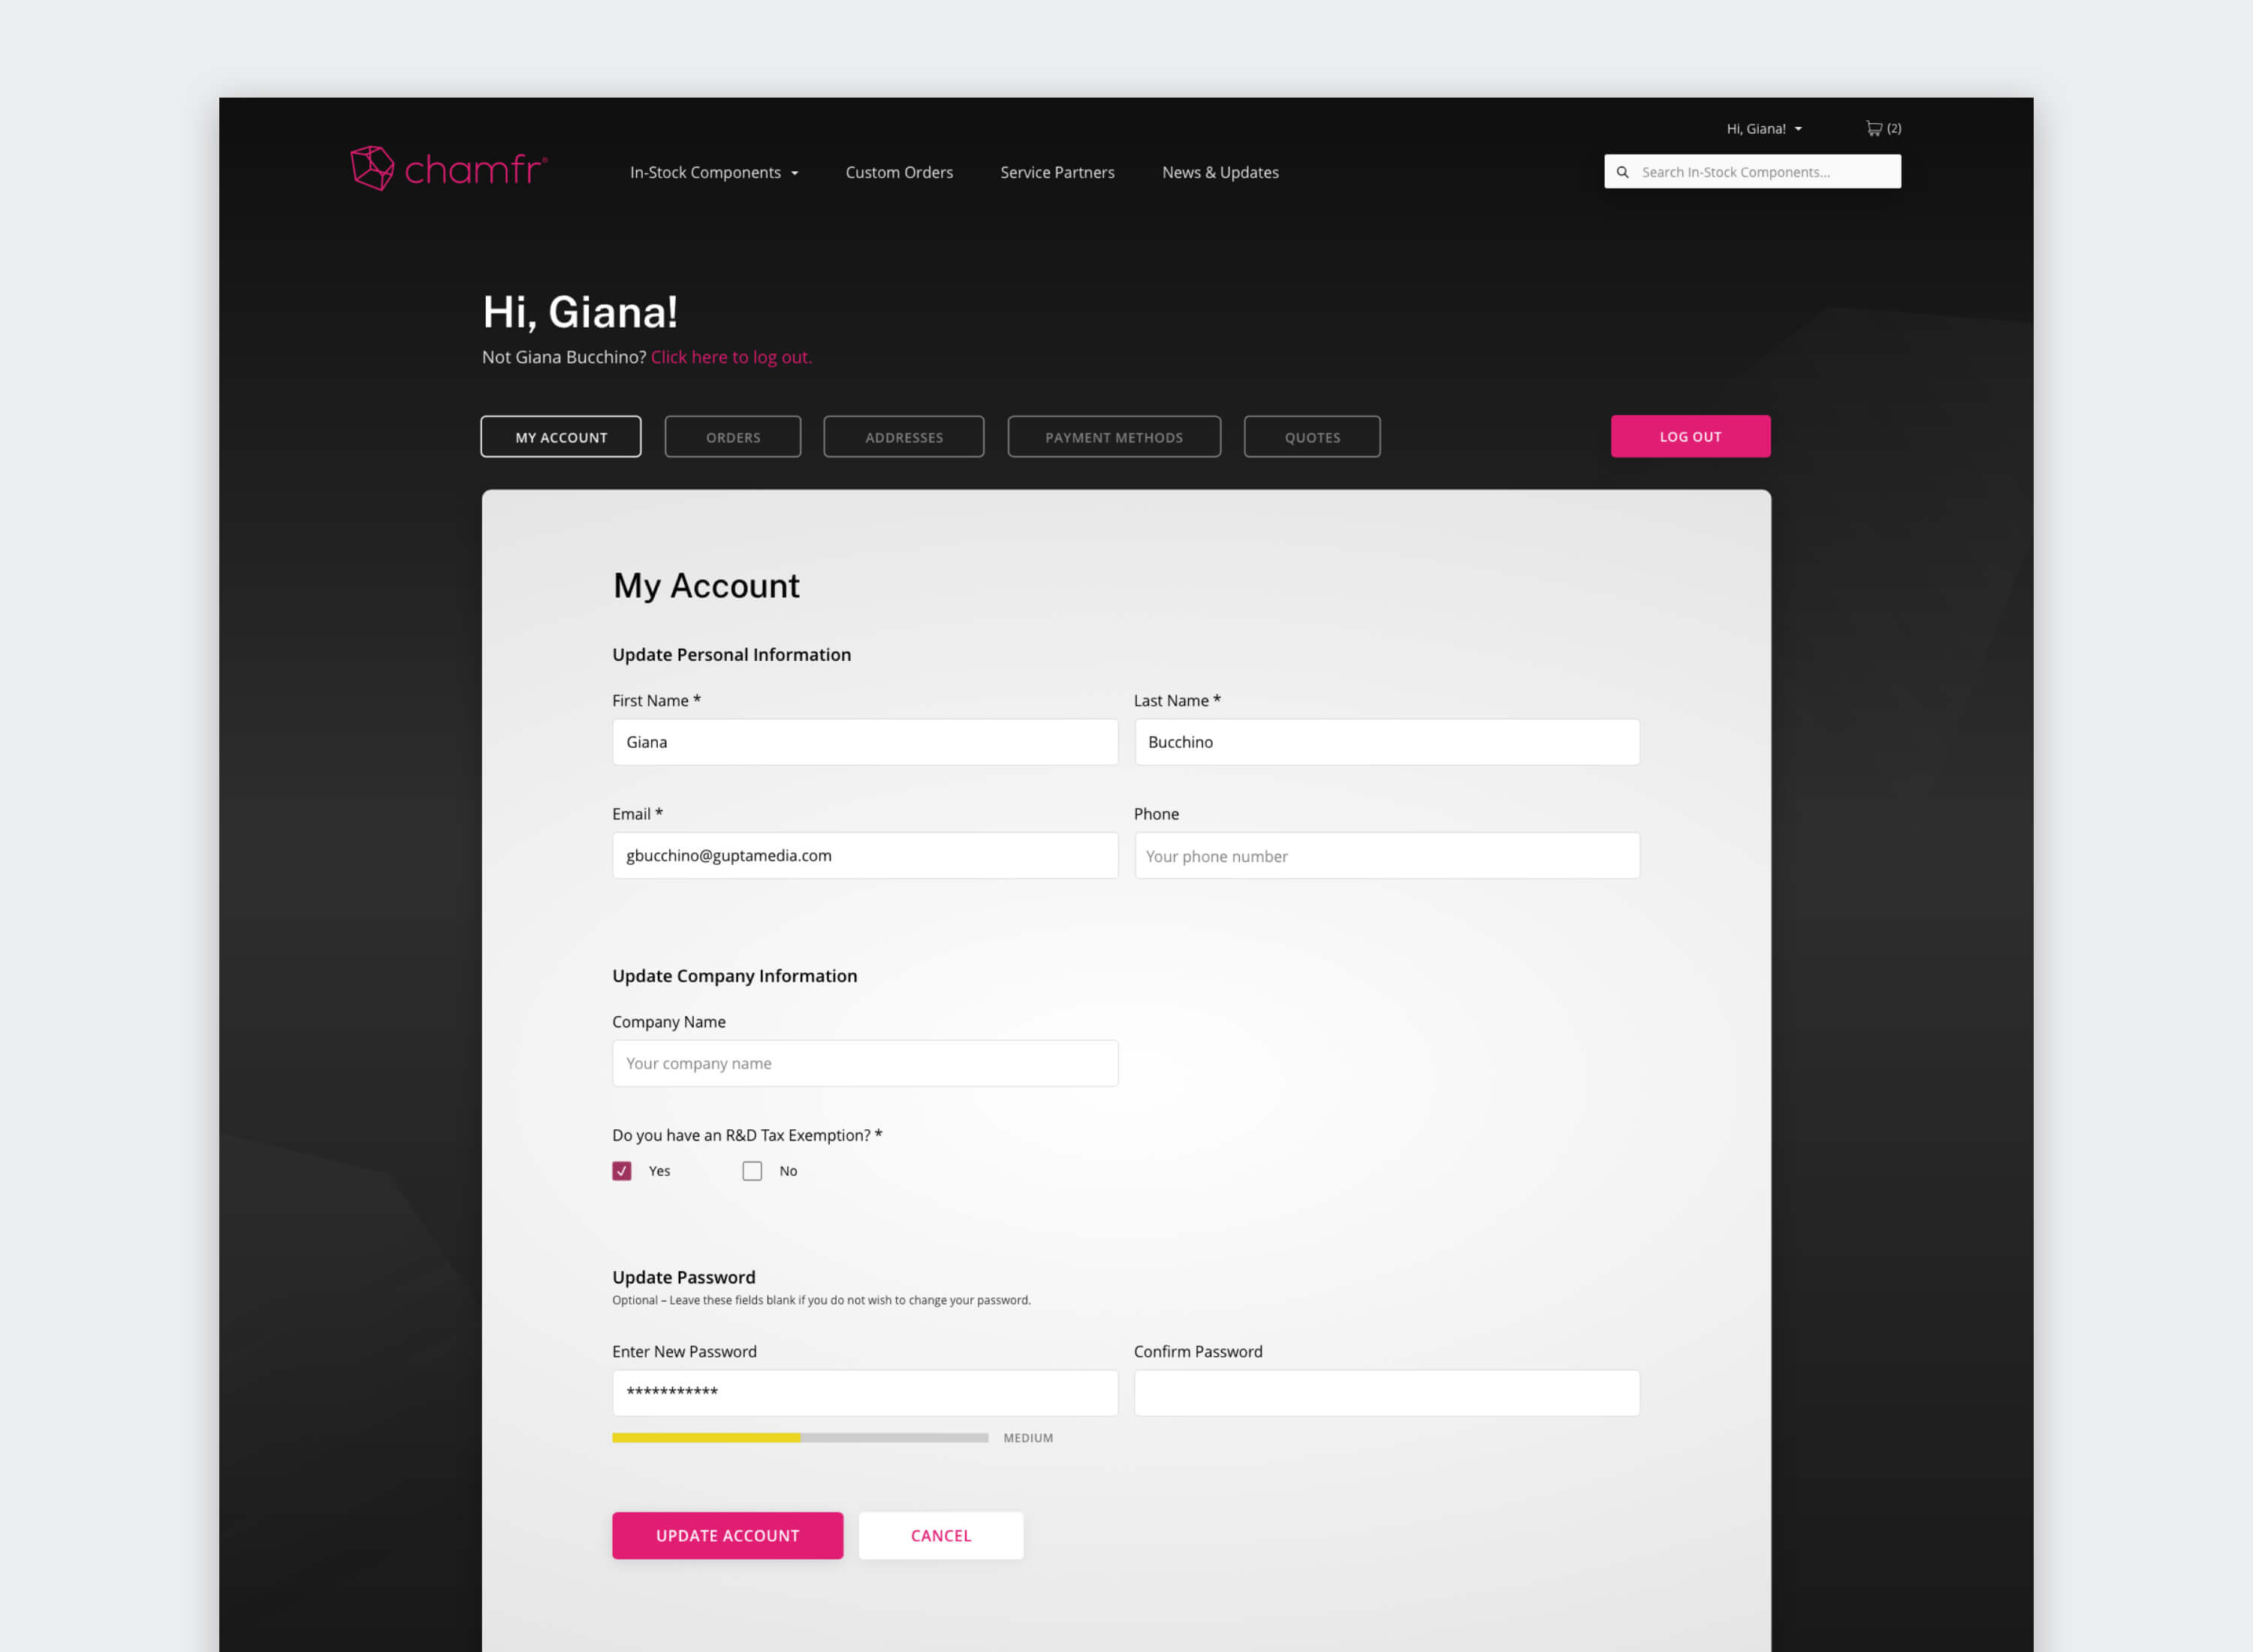 Hi, Giana! (2)
chamfr®
In-Stock Components Custom Orders Service Partners News & Updates
Search In-Stock Components...
Hi, Giana!
Not Giana Bucchino? Click here to log out.
MY ACCOUNT ORDERS ADDRESSES PAYMENT METHODS QUOTES LOG OUT
My Account
Update Personal Information
First Name * Last Name *
Giana Bucchino
Email * Phone
gbucchino@guptamedia.com Your phone number
Update Company Information
Company Name
Your company name
Do you have an R&D Tax Exemption? *
Yes No
Update Password
Optional – Leave these fields blank if you do not wish to change your password.
Enter New Password Confirm Password
***********
MEDIUM
UPDATE ACCOUNT CANCEL